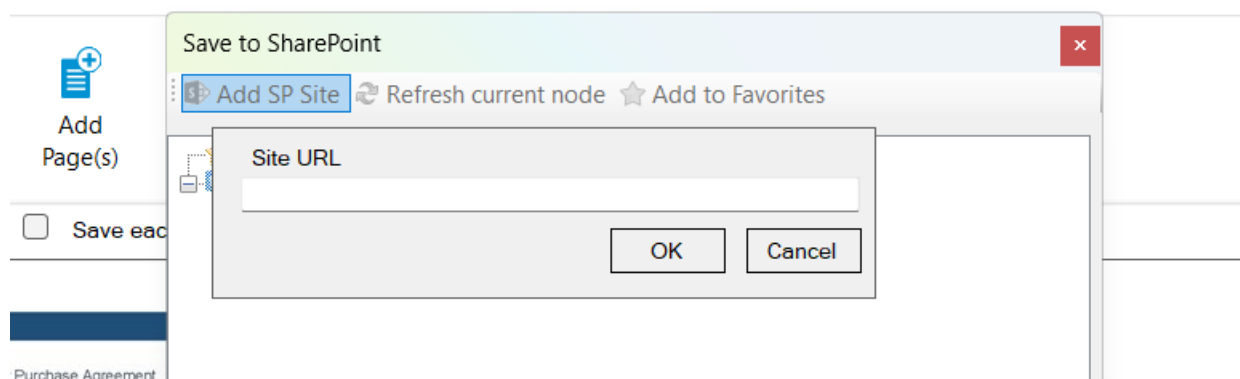 Save to SharePoint
Add SP Site Refresh current node Add to Favorites
Add
Page(s)
Site URL
OK Cancel
Save eac
Purchase Agreement